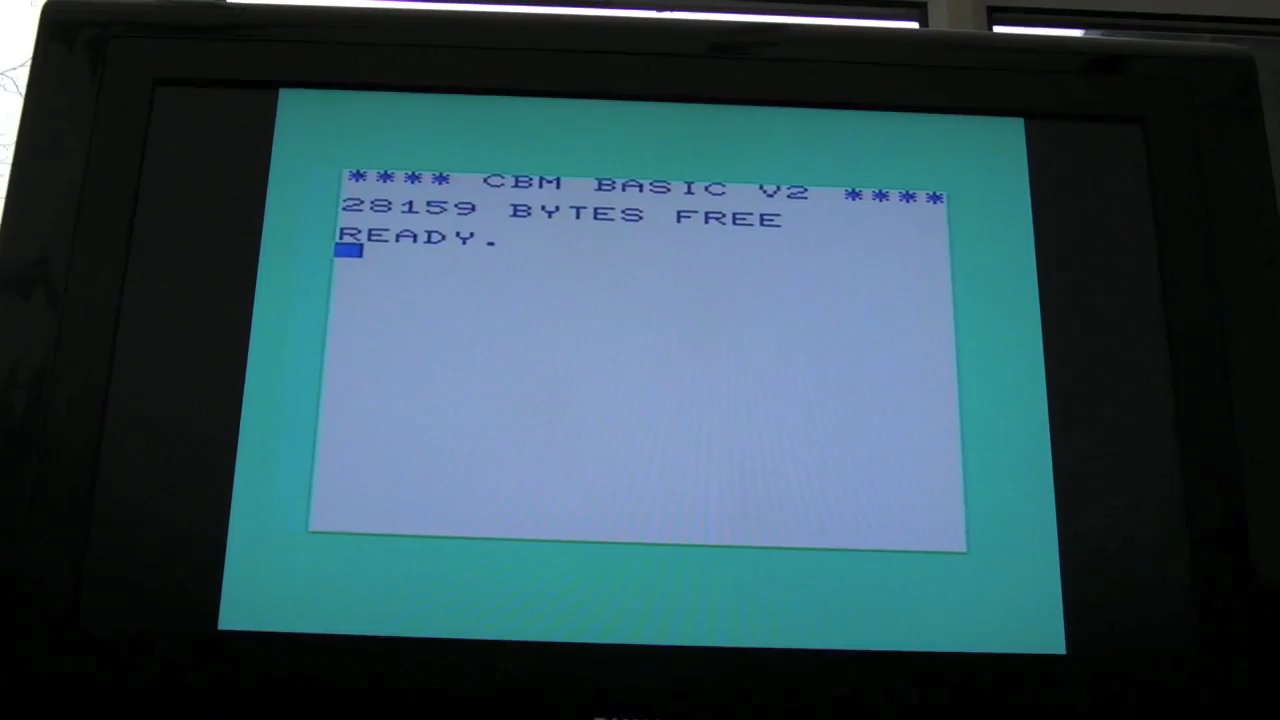 **** CBM BASIC V2 ****
28159 BYTES FREE
READY.